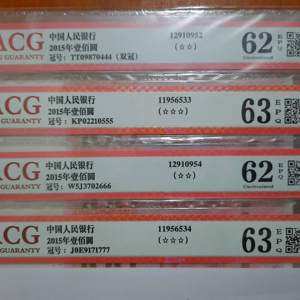 ACG
GUARANTY
中国人民银行
2015年壹佰圆
冠号：TT09870444（双冠）
12910952
（☆☆）
62
EPQ
Uncirculated
ACG
GUARANTY
中国人民银行
2015年壹佰圆
冠号：KP02210555
11956533
（☆☆☆）
63
EPQ
ACG
GUARANTY
中国人民银行
2015年壹佰圆
冠号：W5J3702666
12910954
（☆☆）
62
EPQ
Uncirculated
ACG
GUARANTY
中国人民银行
2015年壹佰圆
冠号：J0E9171777
11956534
（☆☆☆）
63
EPQ